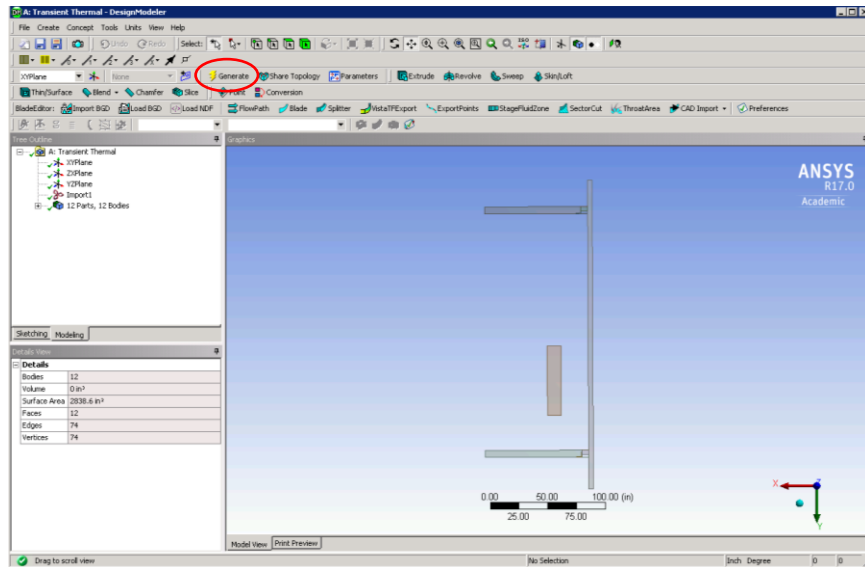 A: Transient Thermal - DesignModeler
File Create Concept Tools Units View Help
Undo Redo Select:
XYPlane None Generate Share Topology Parameters Extrude Revolve Sweep Skin/Loft
Thin/Surface Blend Chamfer Slice Point Conversion
BladeEditor: Import BGD Load BGD Load NDF FlowPath Blade Splitter VistaTFExport ExportPoints StageFluidZone SectorCut ThroatArea CAD Import Preferences
Tree Outline
Graphics
A: Transient Thermal
XYPlane
ZXPlane
YZPlane
Import1
12 Parts, 12 Bodies
ANSYS
R17.0
Academic
Sketching Modeling
Details View
Details
Bodies 12
Volume 0 in³
Surface Area 2838.6 in²
Faces 12
Edges 74
Vertices 74
0.00 50.00 100.00 (in)
25.00 75.00
X Z
Y
Model View Print Preview
Drag to scroll view No Selection Inch Degree 0 0